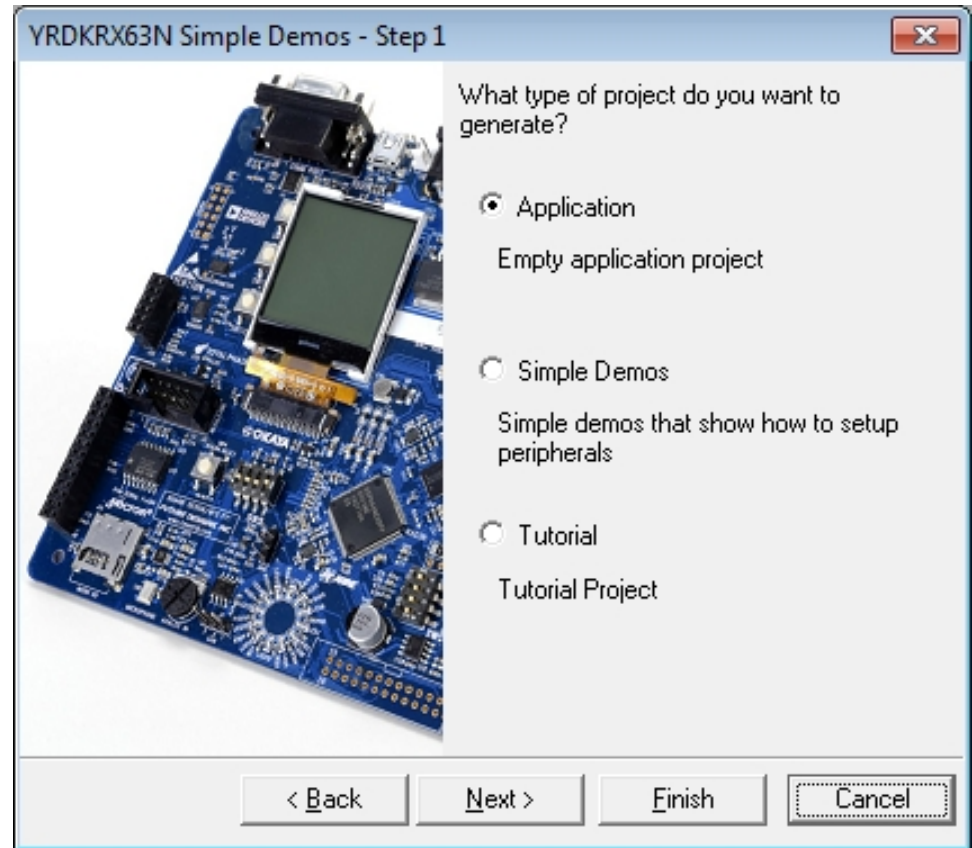 YRDKRX63N Simple Demos - Step 1
What type of project do you want to
generate?
Application
Empty application project
Simple Demos
Simple demos that show how to setup
peripherals
Tutorial
Tutorial Project
< Back
Next >
Finish
Cancel
OKAYA